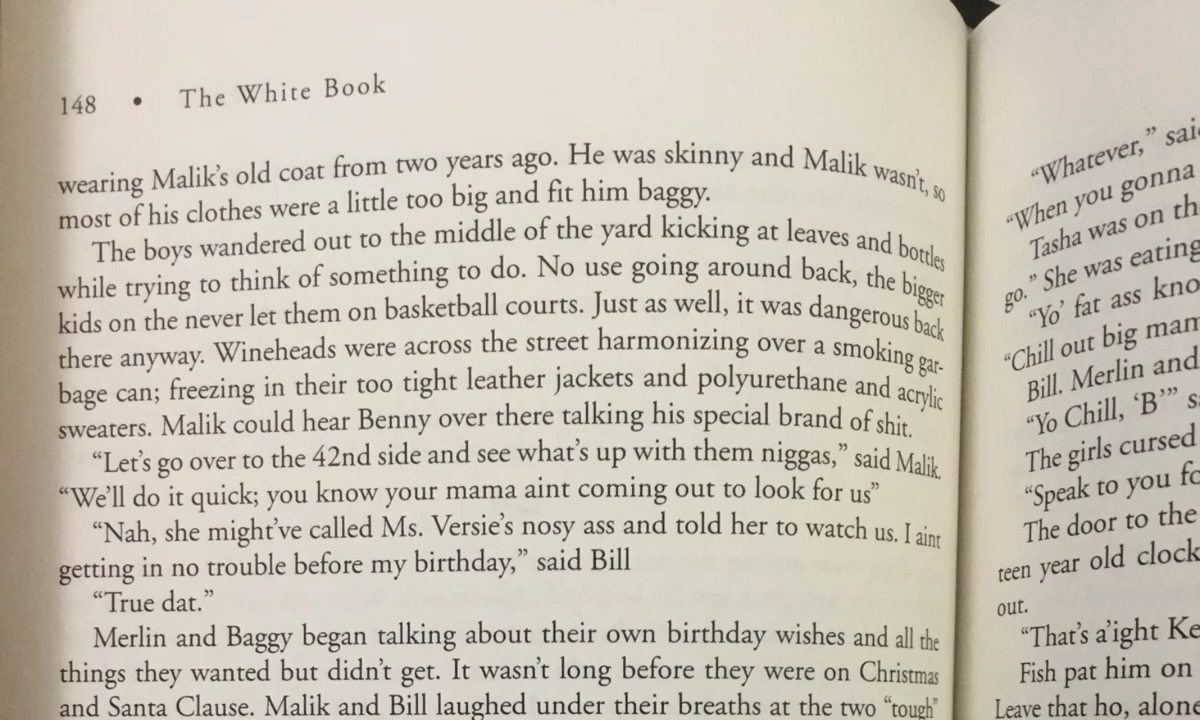 148 • The White Book
wearing Malik's old coat from two years ago. He was skinny and Malik wasn't, so
most of his clothes were a little too big and fit him baggy.
The boys wandered out to the middle of the yard kicking at leaves and bottles
while trying to think of something to do. No use going around back, the bigger
kids on the never let them on basketball courts. Just as well, it was dangerous back
there anyway. Wineheads were across the street harmonizing over a smoking gar-
bage can; freezing in their too tight leather jackets and polyurethane and acrylic
sweaters. Malik could hear Benny over there talking his special brand of shit.
“Let's go over to the 42nd side and see what's up with them niggas,” said Malik.
“We'll do it quick; you know your mama aint coming out to look for us”
“Nah, she might've called Ms. Versie's nosy ass and told her to watch us. I aint
getting in no trouble before my birthday,” said Bill
“True dat.”
Merlin and Baggy began talking about their own birthday wishes and all the
things they wanted but didn't get. It wasn't long before they were on Christmas
and Santa Clause. Malik and Bill laughed under their breaths at the two “tough”
“Whatever,”
“When you gonna
Tasha was on
go.” She was eating
“Yo' fat ass
“Chill out big
Bill. Merlin and
“Yo Chill, ‘B’”
The girls cursed
“Speak to you
The door to the
teen year old
out.
“That's a'ight
Fish pat him on
Leave that ho,